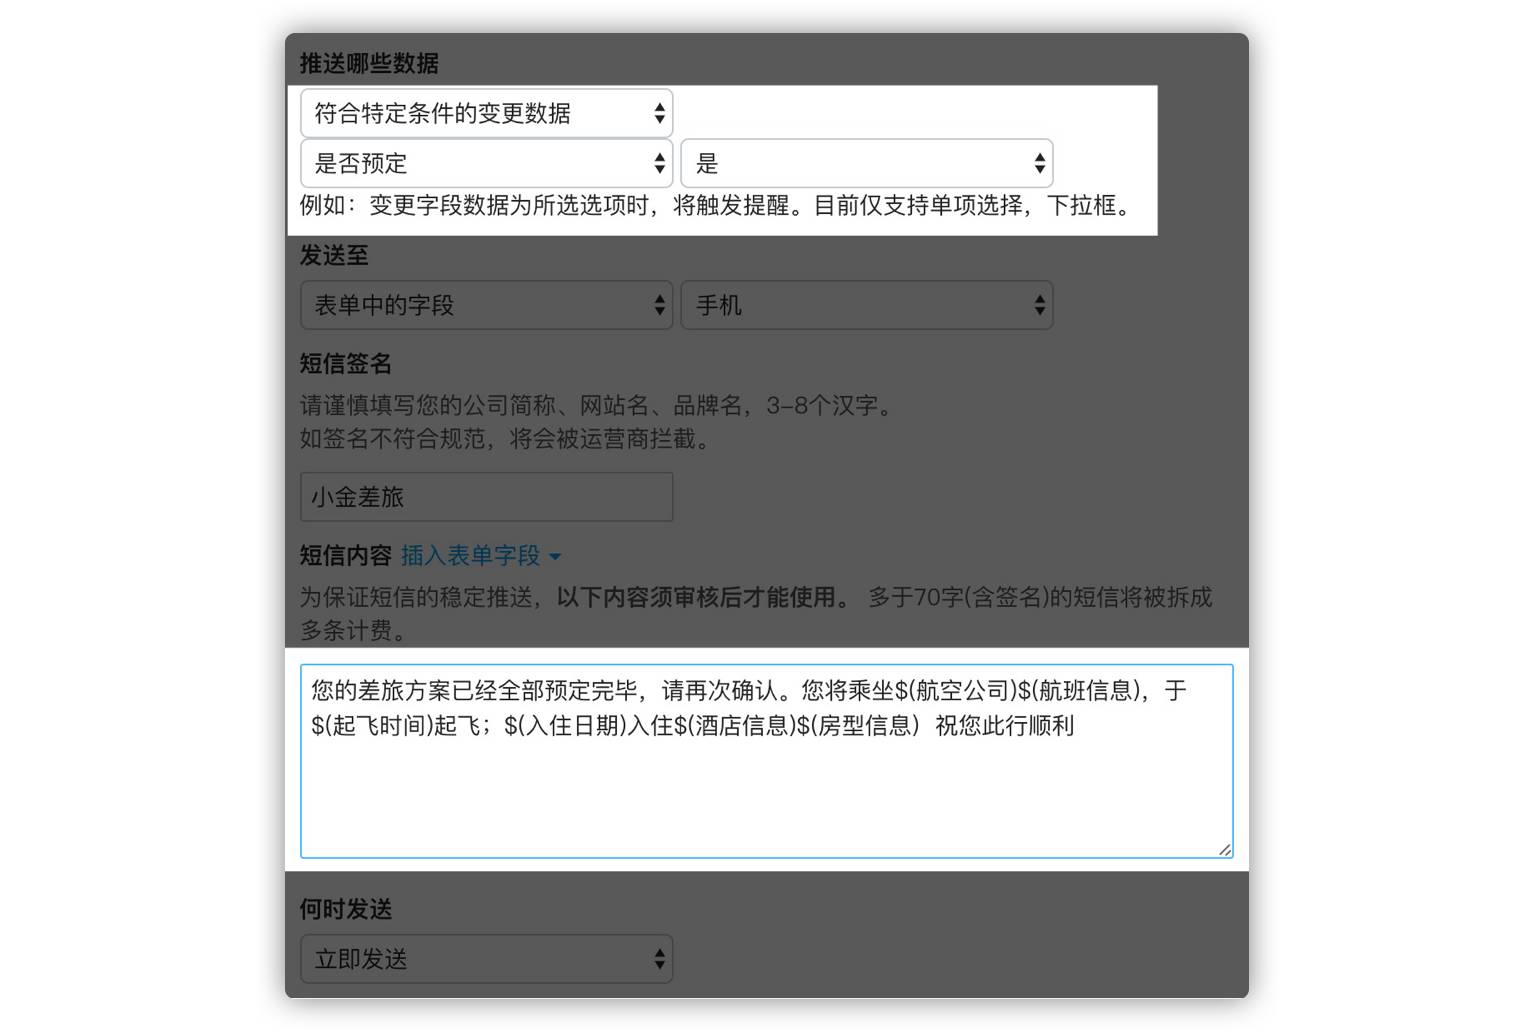 推送哪些数据
符合特定条件的变更数据
是否预定 是
例如：变更字段数据为所选选项时，将触发提醒。目前仅支持单项选择，下拉框。
发送至
表单中的字段 手机
短信签名
请谨慎填写您的公司简称、网站名、品牌名，3-8个汉字。
如签名不符合规范，将会被运营商拦截。
小金差旅
短信内容 插入表单字段
为保证短信的稳定推送，以下内容须审核后才能使用。 多于70字(含签名)的短信将被拆成
多条计费。
您的差旅方案已经全部预定完毕，请再次确认。您将乘坐$(航空公司)$(航班信息)，于
$(起飞时间)起飞；$(入住日期)入住$(酒店信息)$(房型信息）祝您此行顺利
何时发送
立即发送